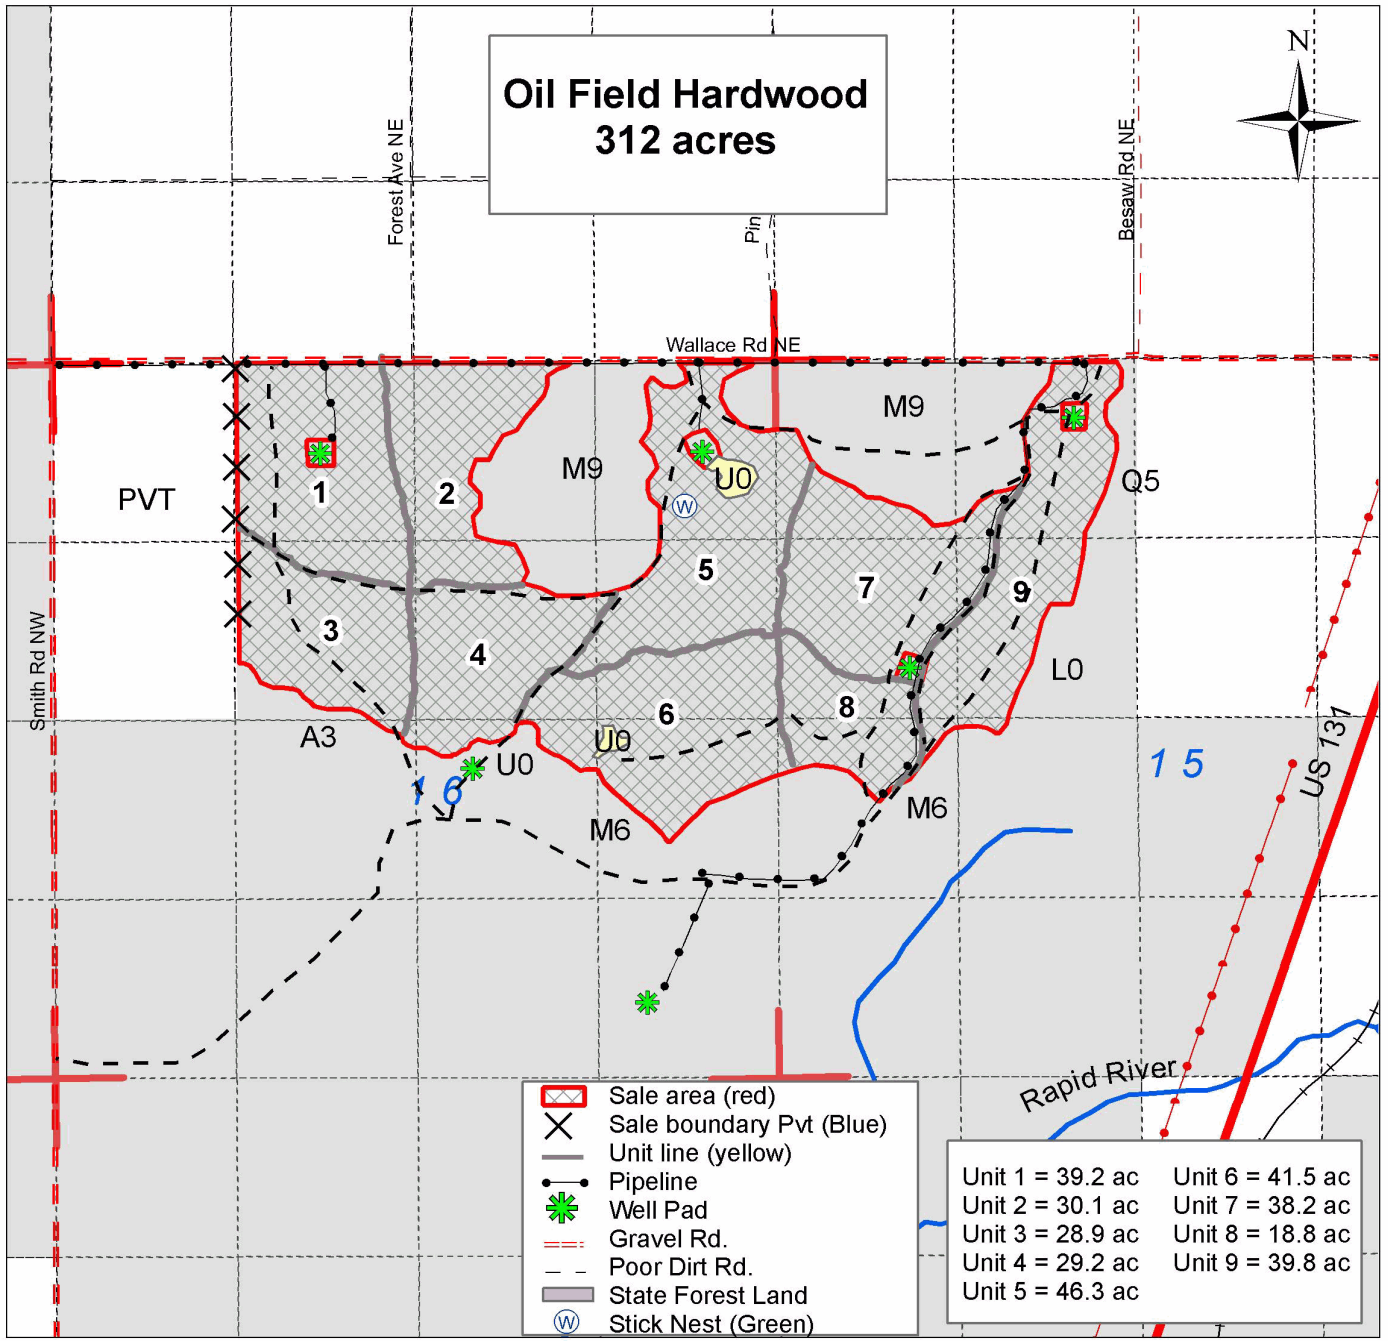 Oil Field Hardwood
312 acres
N
Forest Ave NE
Pin
Besaw Rd NE
Wallace Rd NE
M9
M9
PVT
1
2
U0
W
Q5
5
7
9
3
4
L0
6
8
A3
U0
U0
16
15
US 131
Smith Rd NW
M6
M6
Rapid River
Sale area (red)
Sale boundary Pvt (Blue)
Unit line (yellow)
Pipeline
Well Pad
Gravel Rd.
Poor Dirt Rd.
State Forest Land
W Stick Nest (Green)
Unit 1 = 39.2 ac
Unit 2 = 30.1 ac
Unit 3 = 28.9 ac
Unit 4 = 29.2 ac
Unit 5 = 46.3 ac
Unit 6 = 41.5 ac
Unit 7 = 38.2 ac
Unit 8 = 18.8 ac
Unit 9 = 39.8 ac